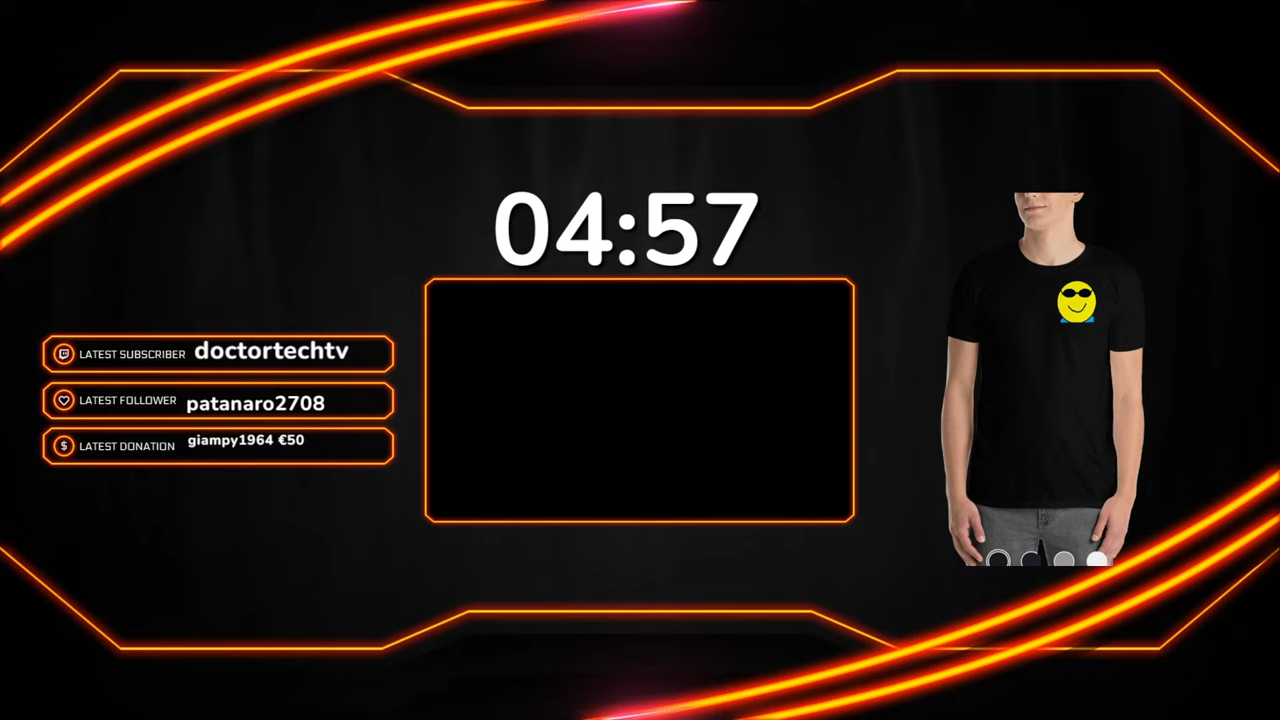 04:57
LATEST SUBSCRIBER doctortechtv
LATEST FOLLOWER patanaro2708
LATEST DONATION giampy1964 €50